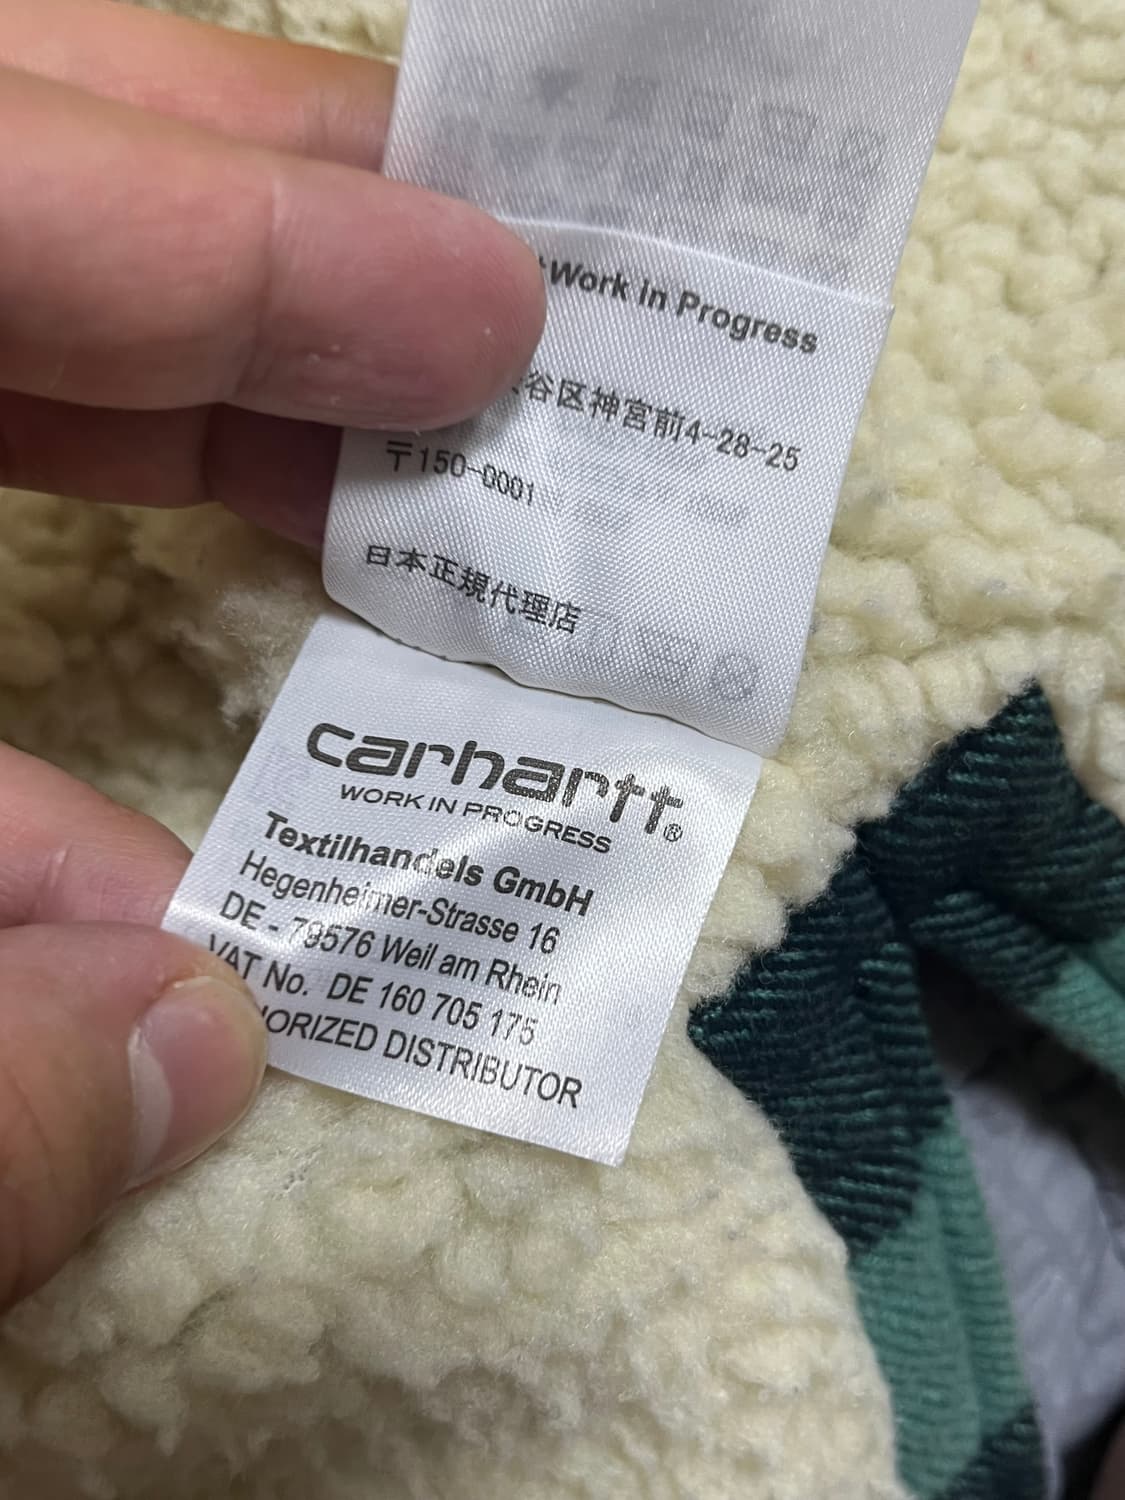 Work in Progress
谷区神宮前4-28-25
〒150-0001
日本正規代理店
carhartt®
WORK IN PROGRESS
Textilhandels GmbH
Hegenheimer-Strasse 16
DE - 79576 Weil am Rhein
VAT No. DE 160 705 175
HORIZED DISTRIBUTOR